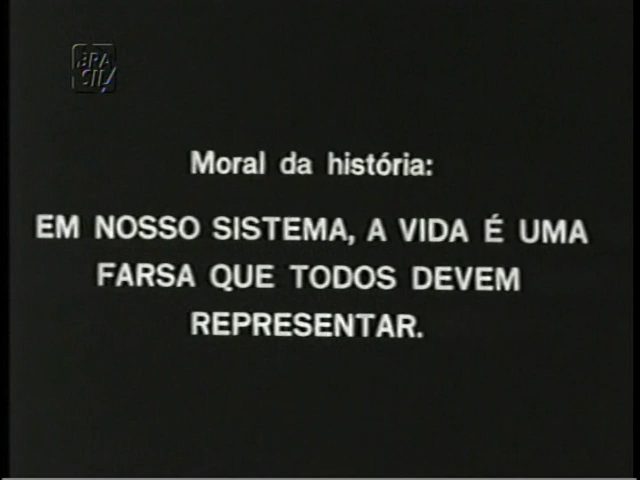 BRA
SIL
Moral da história:
EM NOSSO SISTEMA, A VIDA É UMA
FARSA QUE TODOS DEVEM
REPRESENTAR.